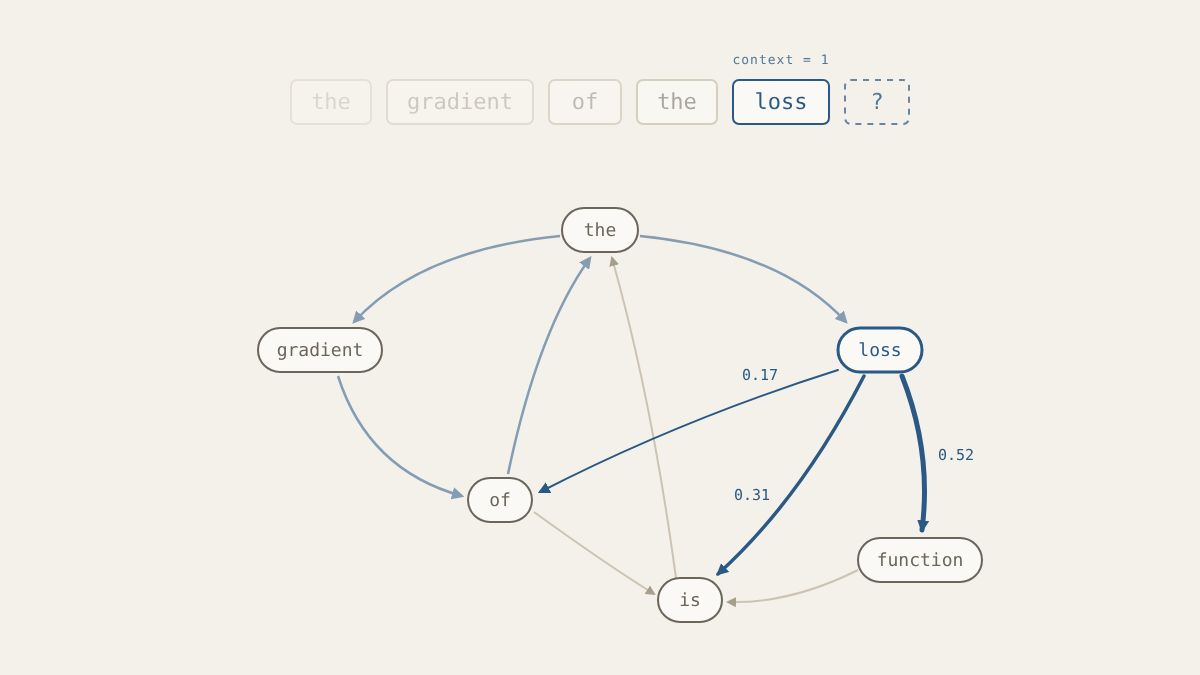 context = 1
the gradient of the loss ?
the
gradient
loss
0.17
0.52
0.31
of
function
is